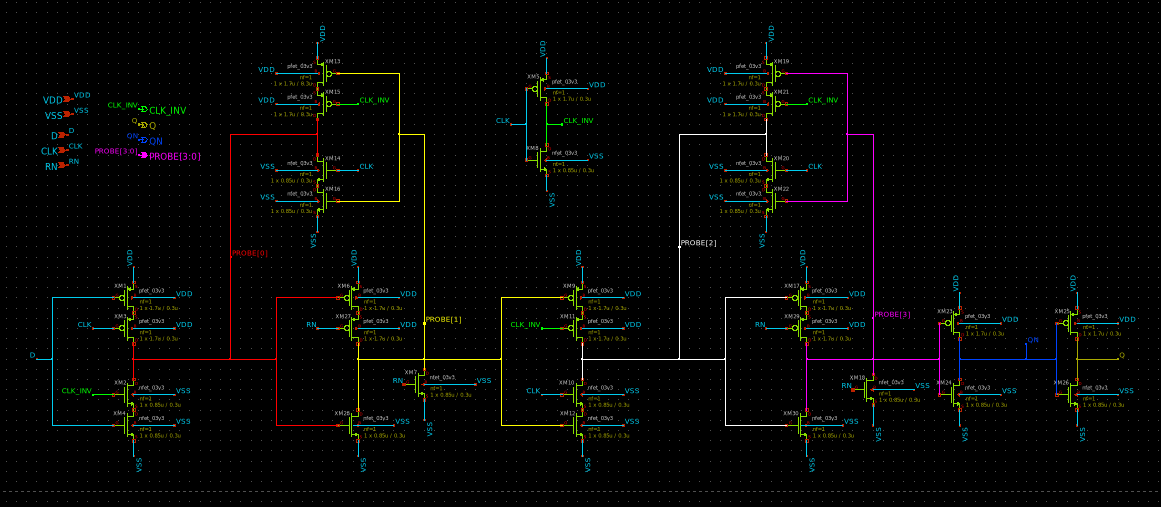 VDD VDD
VSS VSS
D D
CLK CLK
RN RN
CLK_INV CLK_INV
Q Q
QN QN
PROBE[3:0] PROBE[3:0]
VDD
XM13
pfet_03v3
VDD
nf=1
XM15
pfet_03v3
VDD
nf=1
CLK_INV
XM14
nfet_03v3
VSS
nf=1
1 x 0.85u / 0.3u
CLK
XM16
nfet_03v3
VSS
nf=1
1 x 0.85u / 0.3u
VSS
VDD
pfet_03v3
VDD
nf=1
1 x 1.7u / 0.3u
CLK
CLK_INV
nfet_03v3
VSS
nf=1
1 x 0.85u / 0.3u
VSS
VDD
XM19
pfet_03v3
VDD
nf=1
1 x 1.7u / 0.3u
XM21
pfet_03v3
VDD
nf=1
1 x 1.7u / 0.3u
CLK_INV
XM20
nfet_03v3
VSS
nf=1
1 x 0.85u / 0.3u
CLK
XM22
nfet_03v3
VSS
nf=1
1 x 0.85u / 0.3u
VSS
PROBE[0]
PROBE[1]
PROBE[2]
PROBE[3]
D
VDD
XM1
pfet_03v3
VDD
nf=1
1 x 1.7u / 0.3u
CLK
XM3
pfet_03v3
VDD
nf=1
1 x 1.7u / 0.3u
CLK_INV
XM2
nfet_03v3
VSS
nf=1
1 x 0.85u / 0.3u
XM4
nfet_03v3
VSS
nf=1
1 x 0.85u / 0.3u
VSS
VDD
XM6
pfet_03v3
VDD
nf=1
1 x 1.7u / 0.3u
RN
XM27
pfet_03v3
VDD
nf=1
1 x 1.7u / 0.3u
RN
XM7
nfet_03v3
VSS
nf=1
1 x 0.85u / 0.3u
VSS
XM28
nfet_03v3
VSS
nf=1
1 x 0.85u / 0.3u
VSS
VDD
XM9
pfet_03v3
VDD
nf=1
1 x 1.7u / 0.3u
CLK_INV
XM11
pfet_03v3
VDD
nf=1
1 x 1.7u / 0.3u
CLK
XM10
nfet_03v3
VSS
nf=1
1 x 0.85u / 0.3u
XM12
nfet_03v3
VSS
nf=1
1 x 0.85u / 0.3u
VSS
VDD
XM17
pfet_03v3
VDD
nf=1
1 x 1.7u / 0.3u
RN
XM29
pfet_03v3
VDD
nf=1
1 x 1.7u / 0.3u
RN
XM18
nfet_03v3
VSS
nf=1
1 x 0.85u / 0.3u
VSS
XM30
nfet_03v3
VSS
nf=1
1 x 0.85u / 0.3u
VSS
VDD
XM23
pfet_03v3
VDD
nf=1
1 x 1.7u / 0.3u
QN
XM24
nfet_03v3
VSS
nf=1
1 x 0.85u / 0.3u
VSS
VDD
XM25
pfet_03v3
VDD
nf=1
1 x 1.7u / 0.3u
Q
XM26
nfet_03v3
VSS
nf=1
1 x 0.85u / 0.3u
VSS